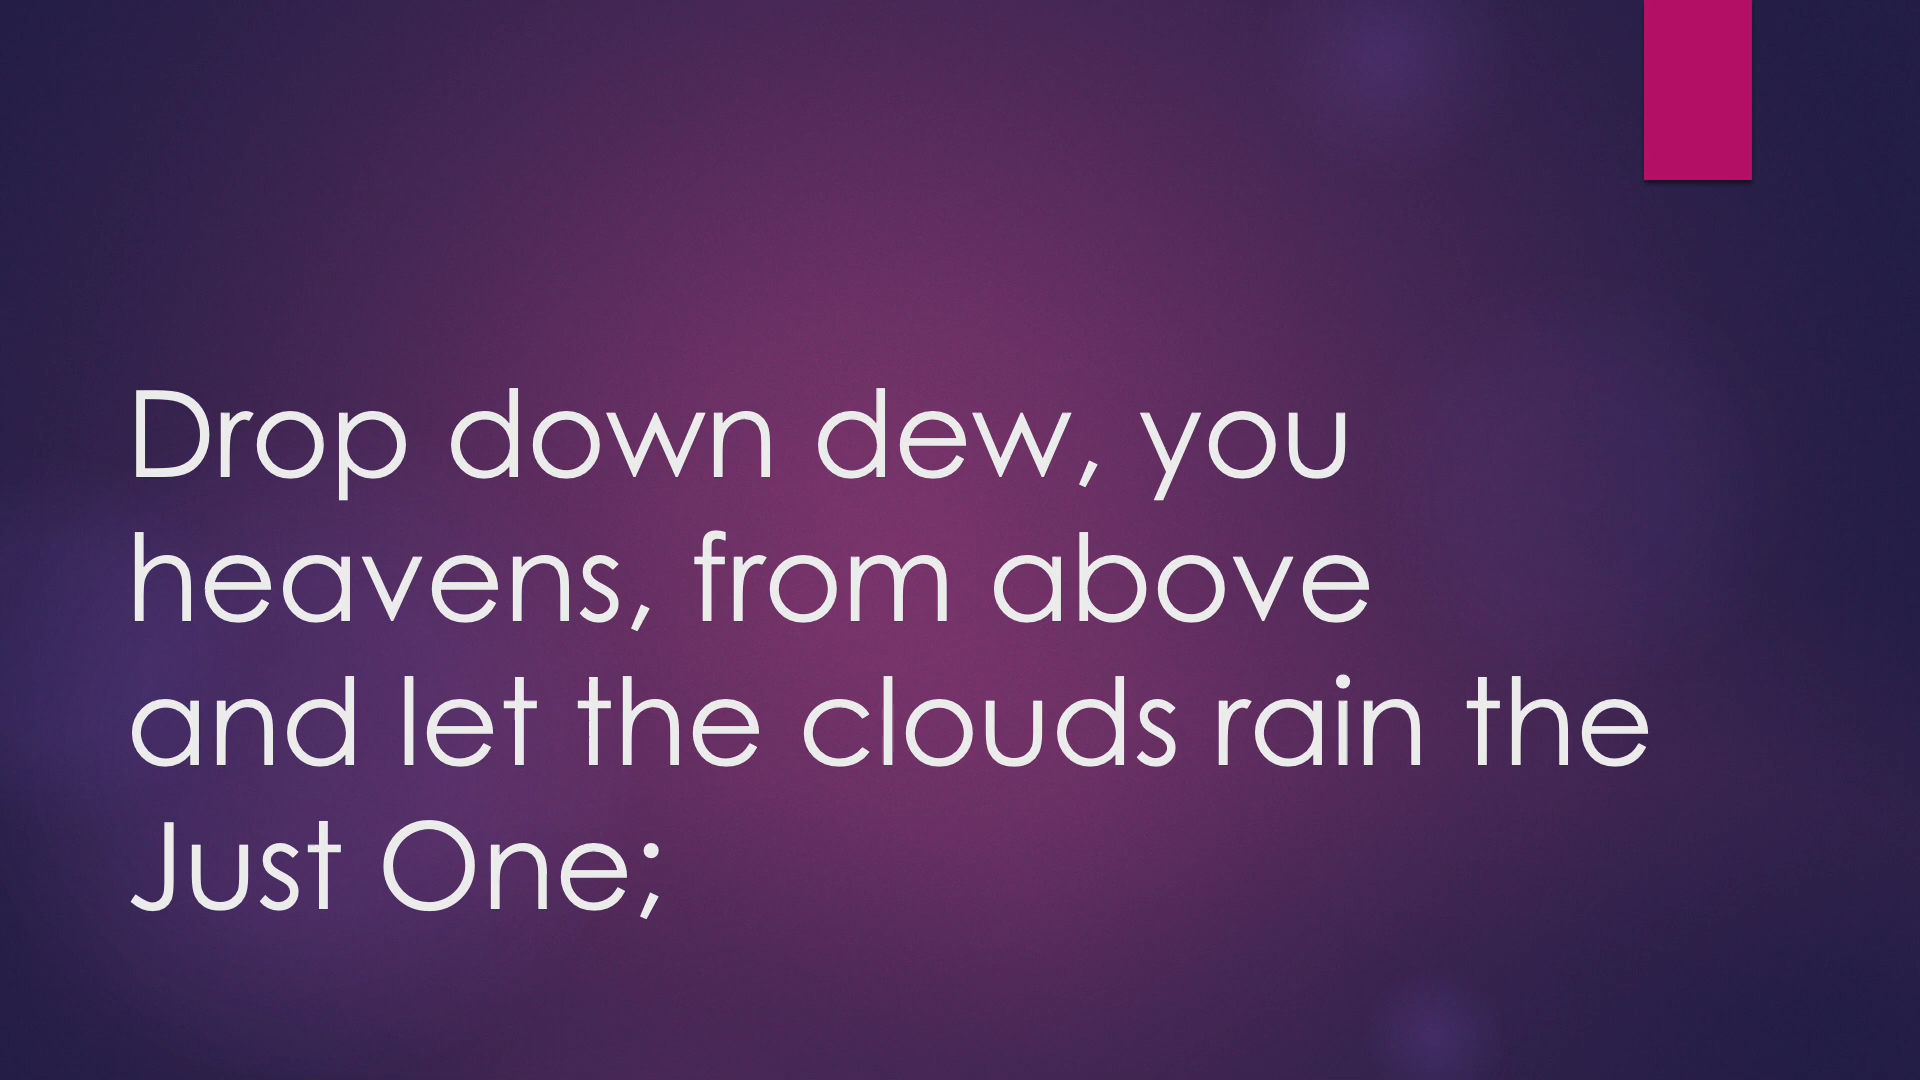 Drop down dew, you
heavens, from above
and let the clouds rain the
Just One;